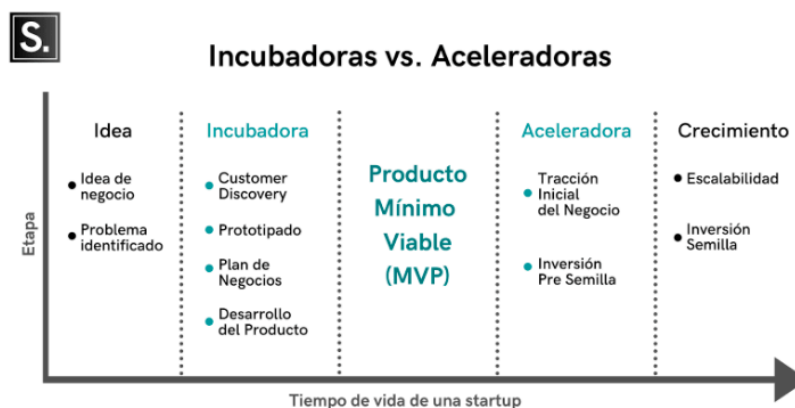 S.
Incubadoras vs. Aceleradoras
Etapa
Idea
Idea de
negocio
Problema
identificado
Incubadora
Customer
Discovery
Prototipado
Plan de
Negocios
Desarrollo
del Producto
Producto
Mínimo
Viable
(MVP)
Aceleradora
Tracción
Inicial
del Negocio
Inversión
Pre Semilla
Crecimiento
Escalabilidad
Inversión
Semilla
Tiempo de vida de una startup